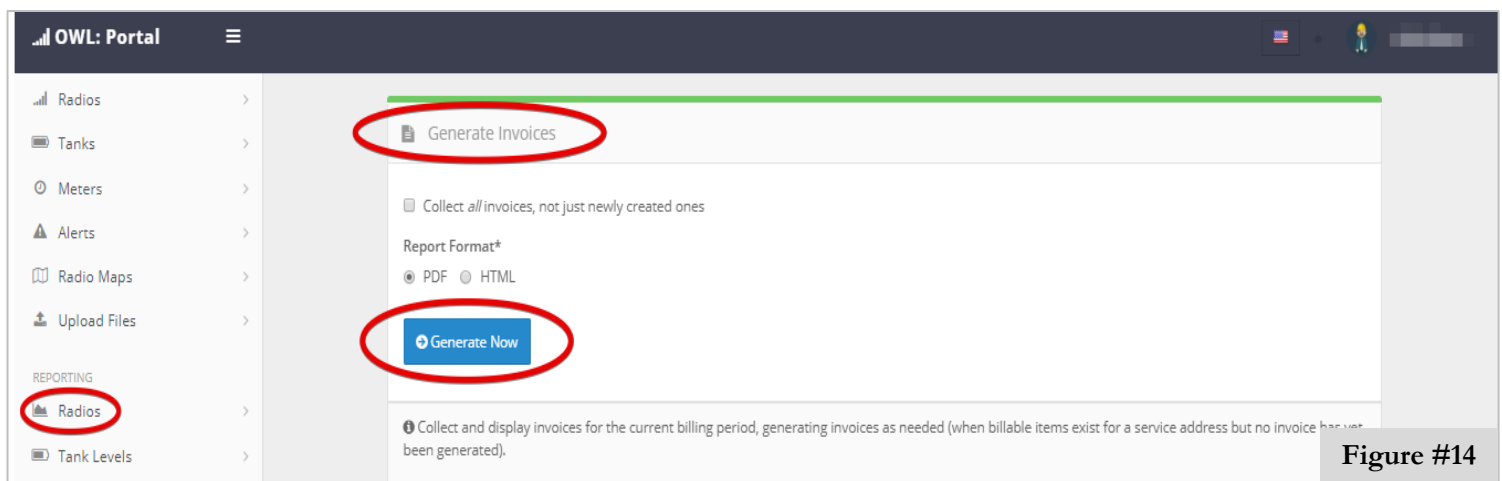 OWL: Portal
Radios
Tanks
Meters
Alerts
Radio Maps
Upload Files
REPORTING
Radios
Tank Levels
Generate Invoices
Collect all invoices, not just newly created ones
Report Format*
PDF HTML
Generate Now
Collect and display invoices for the current billing period, generating invoices as needed (when billable items exist for a service address but no invoice has yet
been generated).
Figure #14